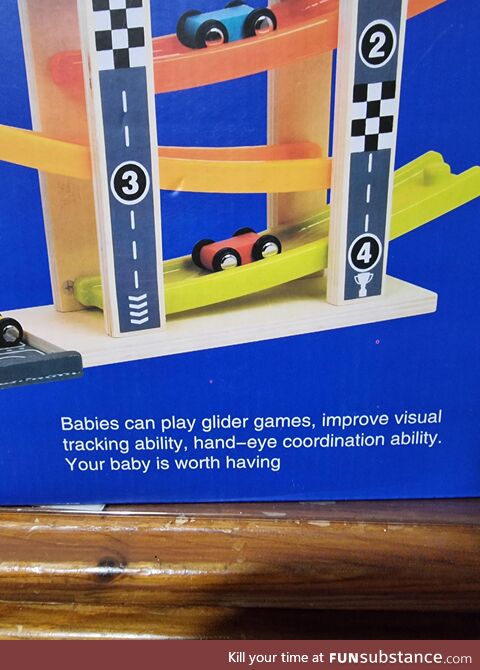 2
3
4
Babies can play glider games, improve visual
tracking ability, hand-eye coordination ability.
Your baby is worth having
Kill your time at FUNsubstance.com